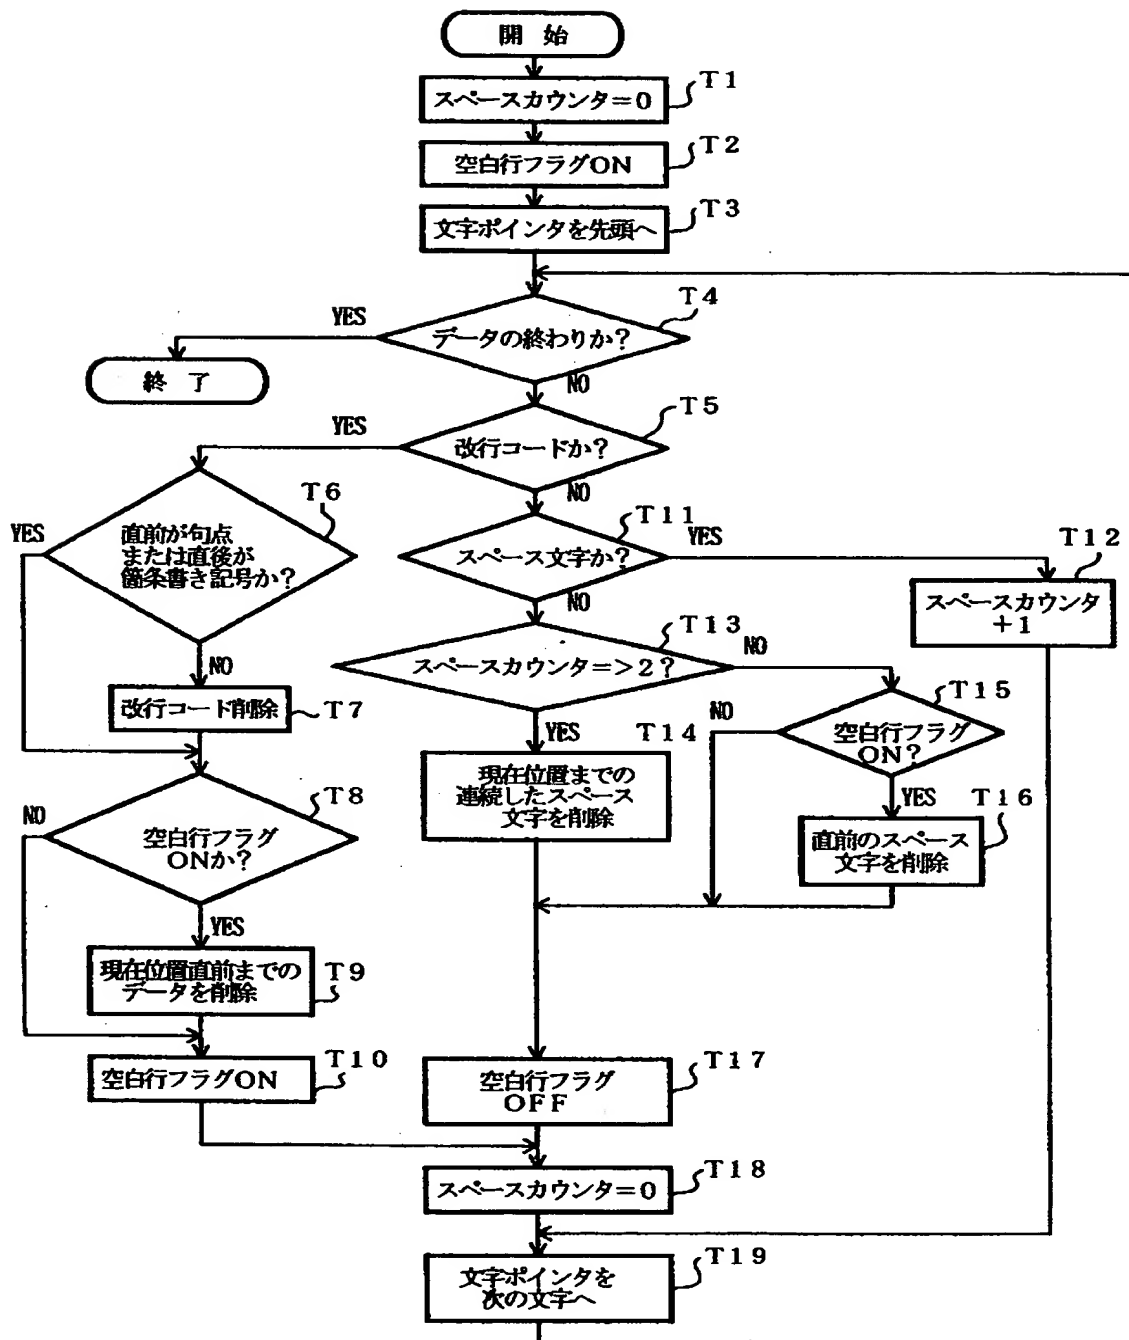 開 始
スペースカウンタ=0
T1
空白行フラグON
T2
文字ポインタを先頭へ
T3
データの終わりか?
T4
YES
NO
終 了
改行コードか?
T5
YES
NO
直前が句点
または直後が
箇条書き記号か?
T6
YES
NO
改行コード削除
T7
空白行フラグ
ONか?
T8
NO
YES
現在位置直前までの
データを削除
T9
空白行フラグON
T10
スペース文字か?
T11
YES
NO
スペースカウンタ
+1
T12
スペースカウンタ=>2?
T13
NO
YES
現在位置までの
連続したスペース
文字を削除
T14
空白行フラグ
ON?
T15
NO
YES
直前のスペース
文字を削除
T16
空白行フラグ
OFF
T17
スペースカウンタ=0
T18
文字ポインタを
次の文字へ
T19